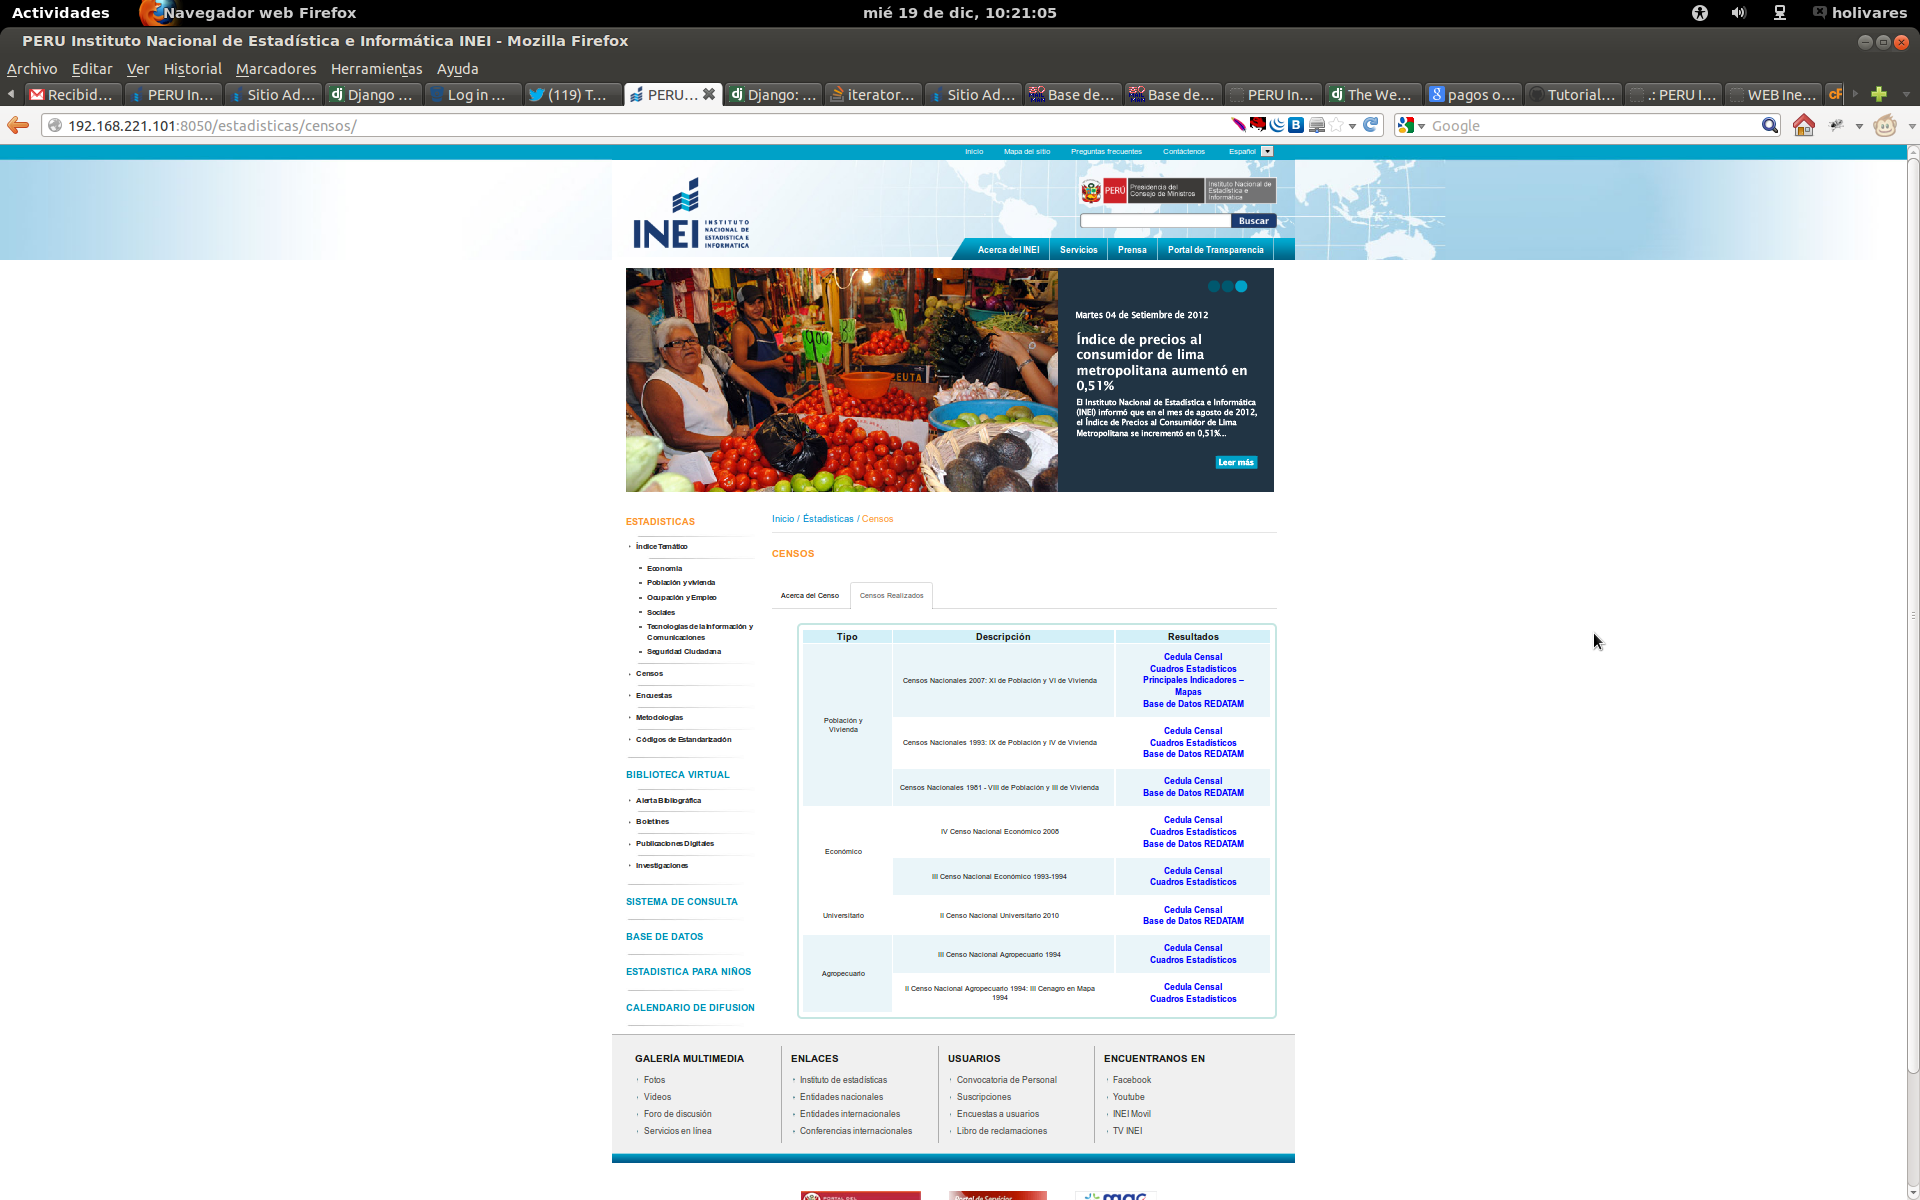 Actividades
Navegador web Firefox
mié 19 de dic, 10:21:05
holivares
PERU Instituto Nacional de Estadística e Informática INEI - Mozilla Firefox
Archivo Editar Ver Historial Marcadores Herramientas Ayuda
Recibid... PERU In... Sitio Ad... Django ... Log in ... (119) T... PERU... Django: ... iterator... Sitio Ad... Base de... Base de... PERU In... The We... pagos o... Tutorial... .: PERU I... WEB Ine...
192.168.221.101:8050/estadisticas/censos/
Google
Inicio Mapa del sitio Preguntas frecuentes Contáctenos Español
INEI
INSTITUTO
NACIONAL DE
ESTADISTICA E
INFORMATICA
PERÚ
Presidencia del
Consejo de Ministros
Instituto Nacional de
Estadística e
Informática
Buscar
Acerca del INEI Servicios Prensa Portal de Transparencia
Martes 04 de Setiembre de 2012
Índice de precios al
consumidor de lima
metropolitana aumentó en
0,51%
El Instituto Nacional de Estadística e Informática
(INEI) informó que en el mes de agosto de 2012,
el Índice de Precios al Consumidor de Lima
Metropolitana se incrementó en 0,51%...
Leer más
ESTADISTICAS
Índice Temático
Economia
Población y vivienda
Ocupación y Empleo
Sociales
Tecnologias de la Información y
Comunicaciones
Seguridad Ciudadana
Censos
Encuestas
Metodologias
Códigos de Estandarización
BIBLIOTECA VIRTUAL
Alerta Bibliográfica
Boletines
Publicaciones Digitales
Investigaciones
SISTEMA DE CONSULTA
BASE DE DATOS
ESTADISTICA PARA NIÑOS
CALENDARIO DE DIFUSION
Inicio / Éstadisticas / Censos
CENSOS
Acerca del Censo Censos Realizados
Tipo Descripción Resultados
Población y
Vivienda
Censos Nacionales 2007: XI de Población y VI de Vivienda
Cedula Censal
Cuadros Estadísticos
Principales Indicadores –
Mapas
Base de Datos REDATAM
Censos Nacionales 1993: IX de Población y IV de Vivienda
Cedula Censal
Cuadros Estadísticos
Base de Datos REDATAM
Censos Nacionales 1981 - VIII de Población y III de Vivienda
Cedula Censal
Base de Datos REDATAM
Económico
IV Censo Nacional Económico 2008
Cedula Censal
Cuadros Estadísticos
Base de Datos REDATAM
III Censo Nacional Económico 1993-1994
Cedula Censal
Cuadros Estadísticos
Universitario
II Censo Nacional Universitario 2010
Cedula Censal
Base de Datos REDATAM
Agropecuario
III Censo Nacional Agropecuario 1994
Cedula Censal
Cuadros Estadísticos
II Censo Nacional Agropecuario 1994: III Cenagro en Mapa
1994
Cedula Censal
Cuadros Estadísticos
GALERÍA MULTIMEDIA
Fotos
Videos
Foro de discusión
Servicios en línea
ENLACES
Instituto de estadísticas
Entidades nacionales
Entidades internacionales
Conferencias internacionales
USUARIOS
Convocatoria de Personal
Suscripciones
Encuestas a usuarios
Libro de reclamaciones
ENCUENTRANOS EN
Facebook
Youtube
INEI Movil
TV INEI